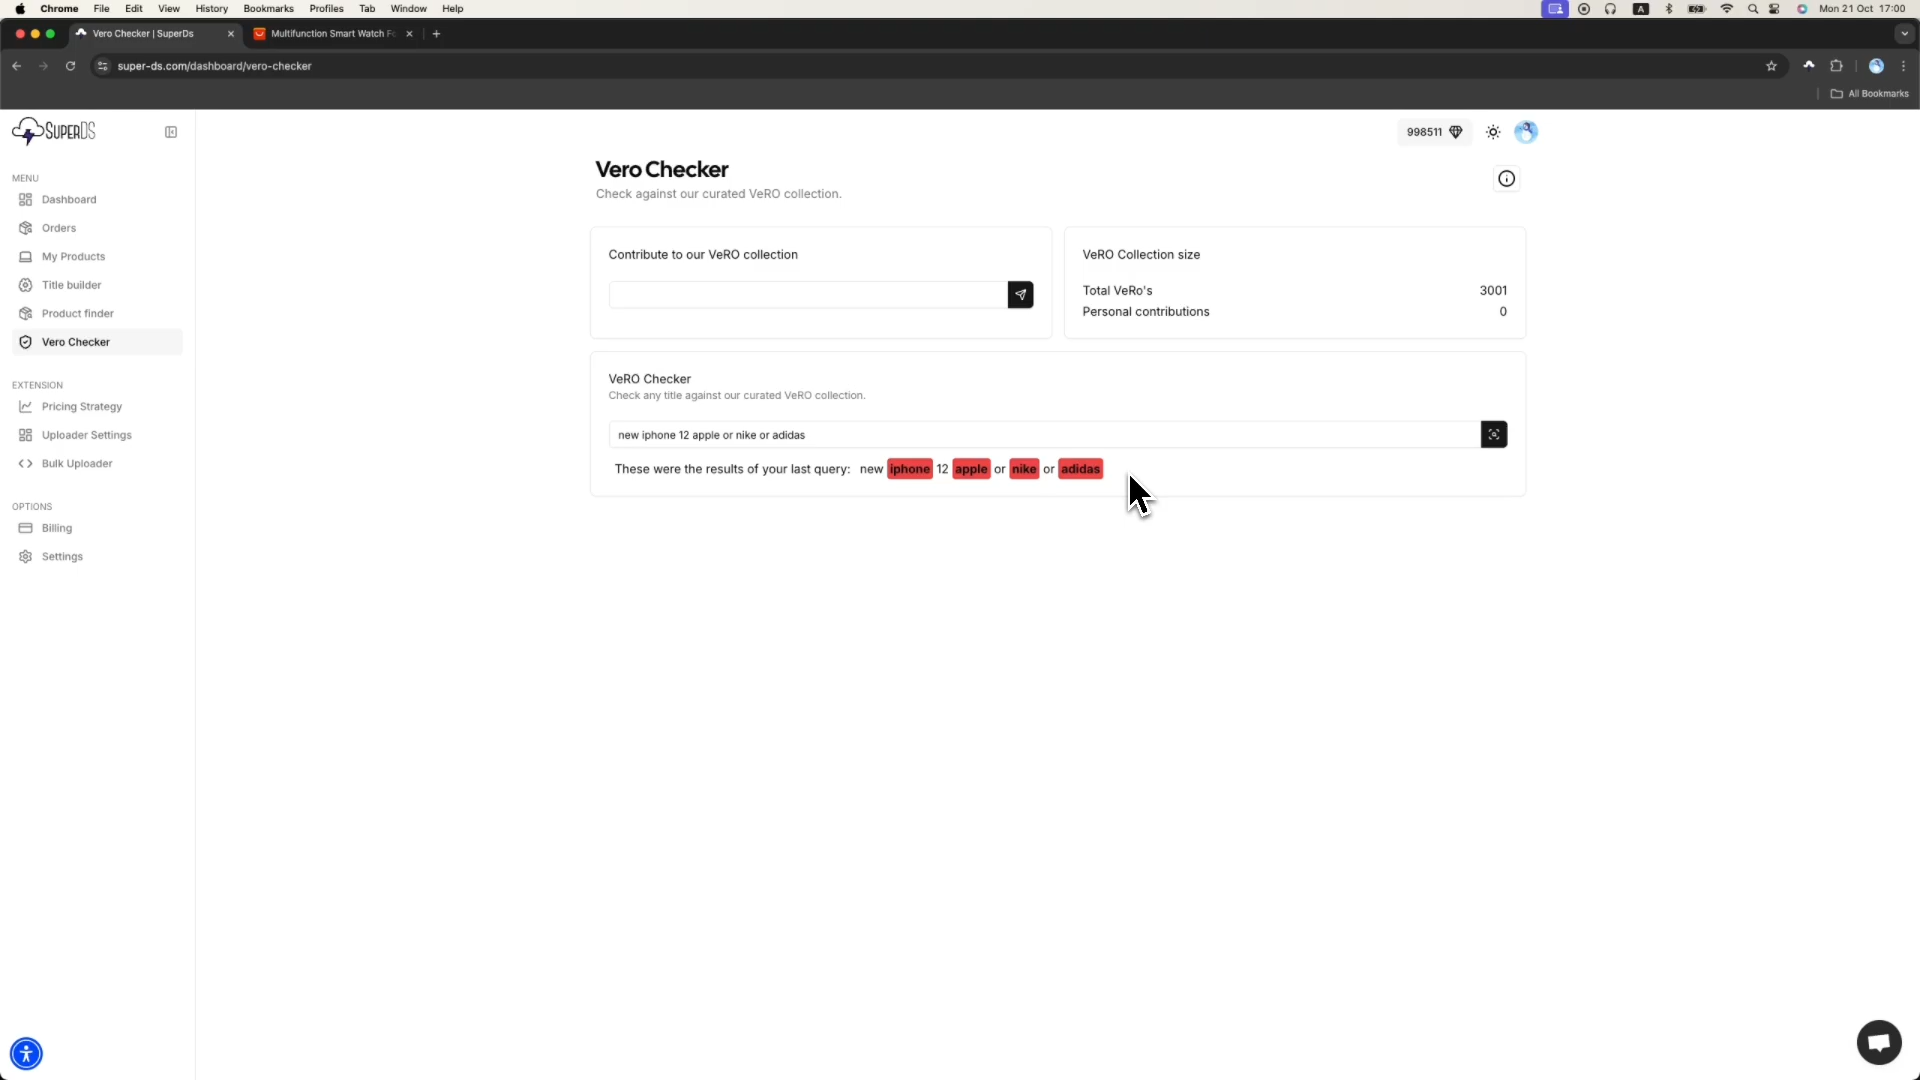 Chrome File Edit View History Bookmarks Profiles Tab Window Help
A
Mon 21 Oct 17:00
Vero Checker | SuperDs
Multifunction Smart Watch Fo
super-ds.com/dashboard/vero-checker
All Bookmarks
SUPERDS
998511
MENU
Dashboard
Orders
My Products
Title builder
Product finder
Vero Checker
EXTENSION
Pricing Strategy
Uploader Settings
Bulk Uploader
OPTIONS
Billing
Settings
Vero Checker
Check against our curated VeRO collection.
Contribute to our VeRO collection
VeRO Collection size
Total VeRo's 3001
Personal contributions 0
VeRO Checker
Check any title against our curated VeRO collection.
new iphone 12 apple or nike or adidas
These were the results of your last query: new iphone 12 apple or nike or adidas